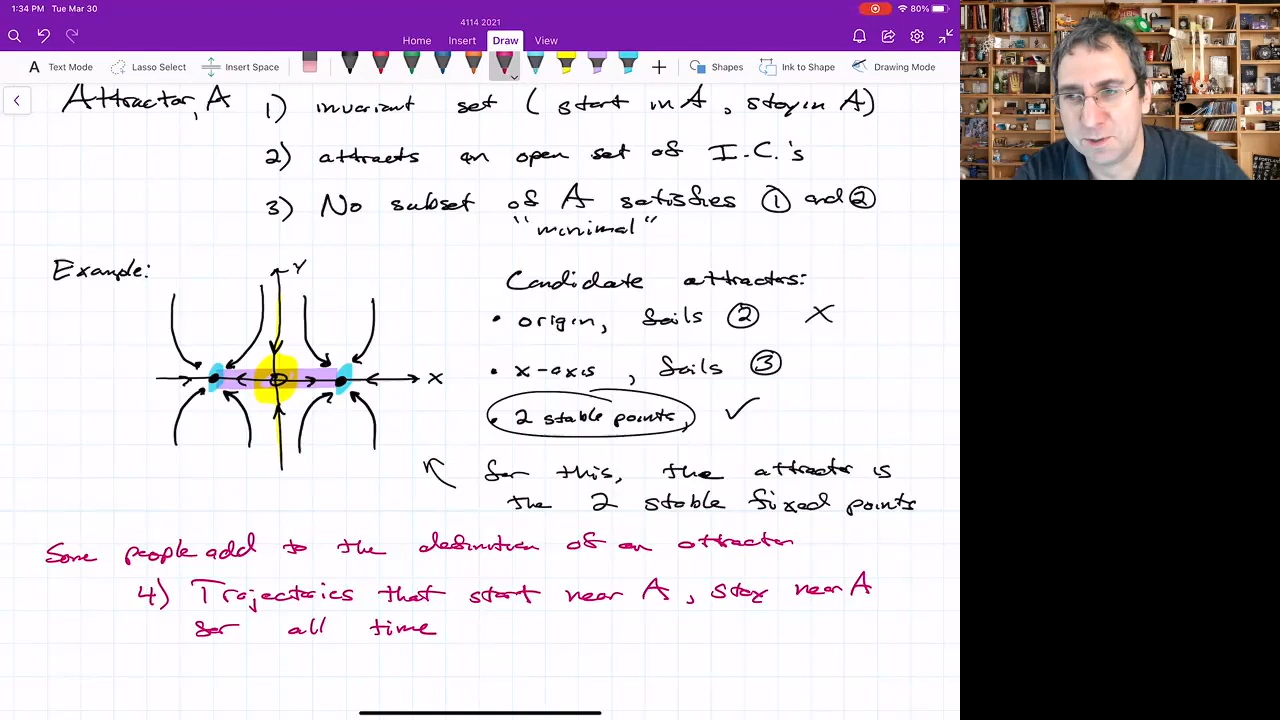 1:34 PM Tue Mar 30
80%
4114 2021
Home Insert Draw View
Text Mode Lasso Select Insert Space Shapes Ink to Shape Drawing Mode
Attractor, A 1) invariant set ( start in A , stay in A)
2) attracts an open set of I.C.'s
3) No subset of A satisfies ① and ②
"minimal"
Example:
Y
X
Candidate attractors:
• origin, fails ② X
• x-axis , fails ③
• 2 stable points, ✓
for this, the attractor is
the 2 stable fixed points
Some people add to the definition of an attractor
4) Trajectories that start near A, stay near A
for all time